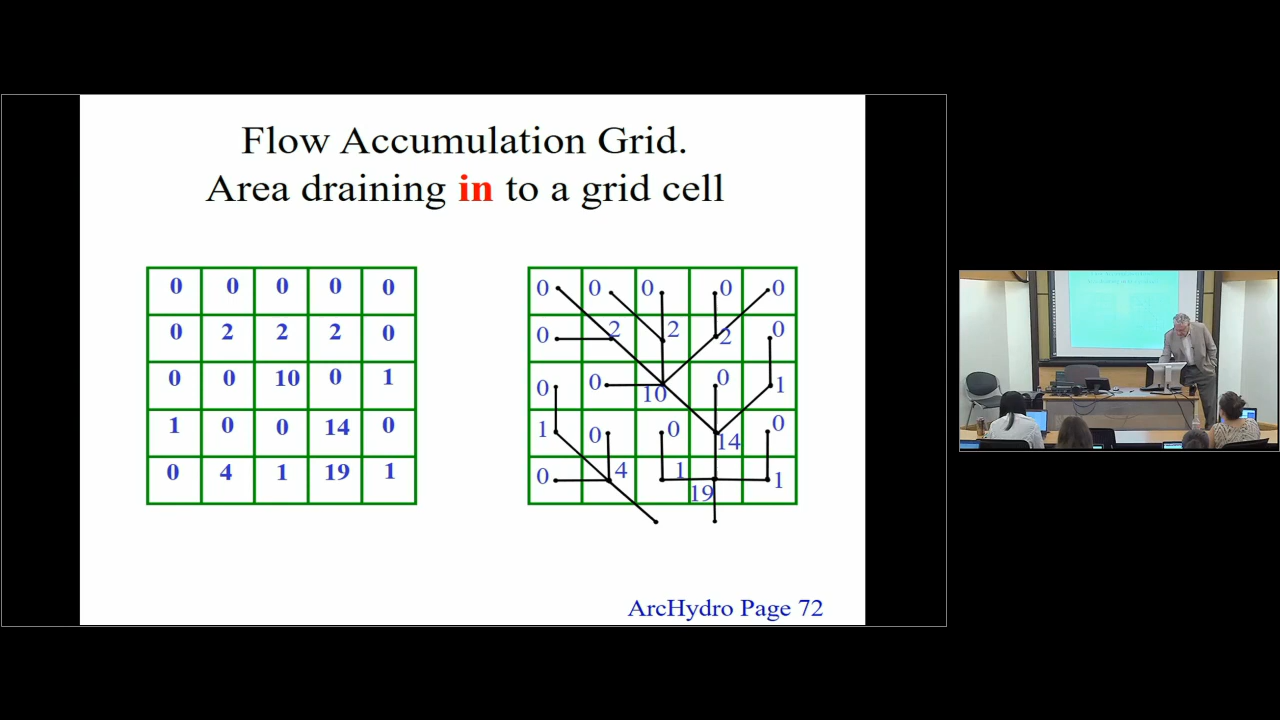 Flow Accumulation Grid.
Area draining in to a grid cell
0 0 0 0 0
0 2 2 2 0
0 0 10 0 1
1 0 0 14 0
0 4 1 19 1
0 0 0 0 0
0 2 2 2 0
0 0 10 0 1
1 0 0 14 0
0 4 1 19 1
ArcHydro Page 72